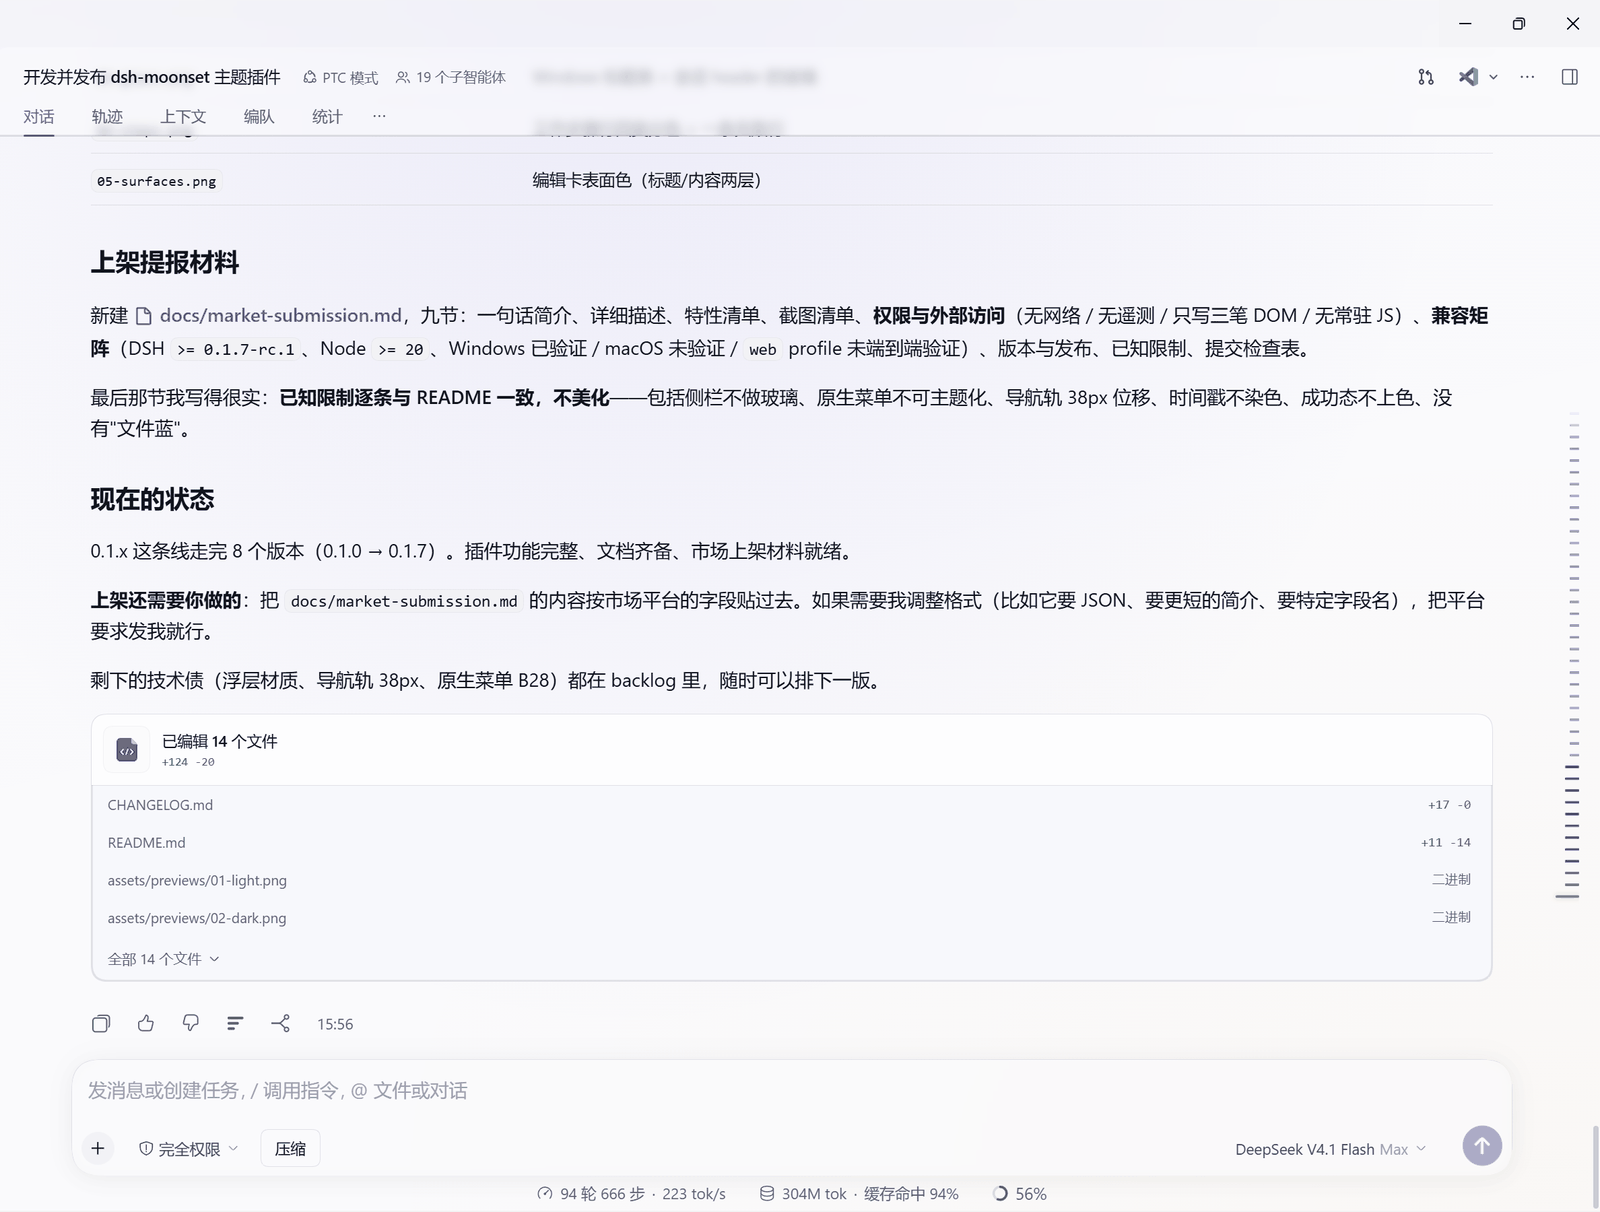 开发并发布 dsh-moonset 主题插件 PTC 模式 19 个子智能体
对话 轨迹 上下文 编队 统计 ···
05-surfaces.png 编辑卡表面色（标题/内容两层）
上架提报材料
新建 docs/market-submission.md，九节：一句话简介、详细描述、特性清单、截图清单、权限与外部访问（无网络 / 无遥测 / 只写三笔 DOM / 无常驻 JS）、兼容矩
阵（DSH >= 0.1.7-rc.1 、Node >= 20 、Windows 已验证 / macOS 未验证 / web profile 未端到端验证）、版本与发布、已知限制、提交检查表。
最后那节我写得很实：已知限制逐条与 README 一致，不美化——包括侧栏不做玻璃、原生菜单不可主题化、导航轨 38px 位移、时间戳不染色、成功态不上色、没
有"文件蓝"。
现在的状态
0.1.x 这条线走完 8 个版本（0.1.0 → 0.1.7）。插件功能完整、文档齐备、市场上架材料就绪。
上架还需要你做的：把 docs/market-submission.md 的内容按市场平台的字段贴过去。如果需要我调整格式（比如它要 JSON、要更短的简介、要特定字段名），把平台
要求发我就行。
剩下的技术债（浮层材质、导航轨 38px、原生菜单 B28）都在 backlog 里，随时可以排下一版。
已编辑 14 个文件
+124 -20
CHANGELOG.md +17 -0
README.md +11 -14
assets/previews/01-light.png 二进制
assets/previews/02-dark.png 二进制
全部 14 个文件
15:56
发消息或创建任务, / 调用指令, @ 文件或对话
完全权限 压缩 DeepSeek V4.1 Flash Max
94 轮 666 步 · 223 tok/s 304M tok · 缓存命中 94% 56%